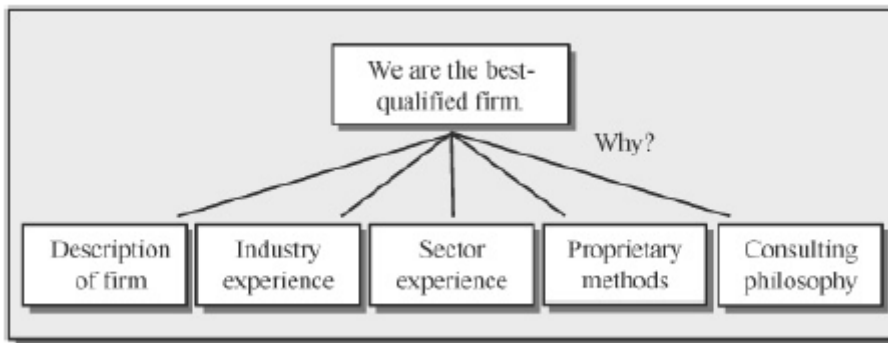 We are the best-
qualified firm.
Why?
Description
of firm
Industry
experience
Sector
experience
Proprietary
methods
Consulting
philosophy